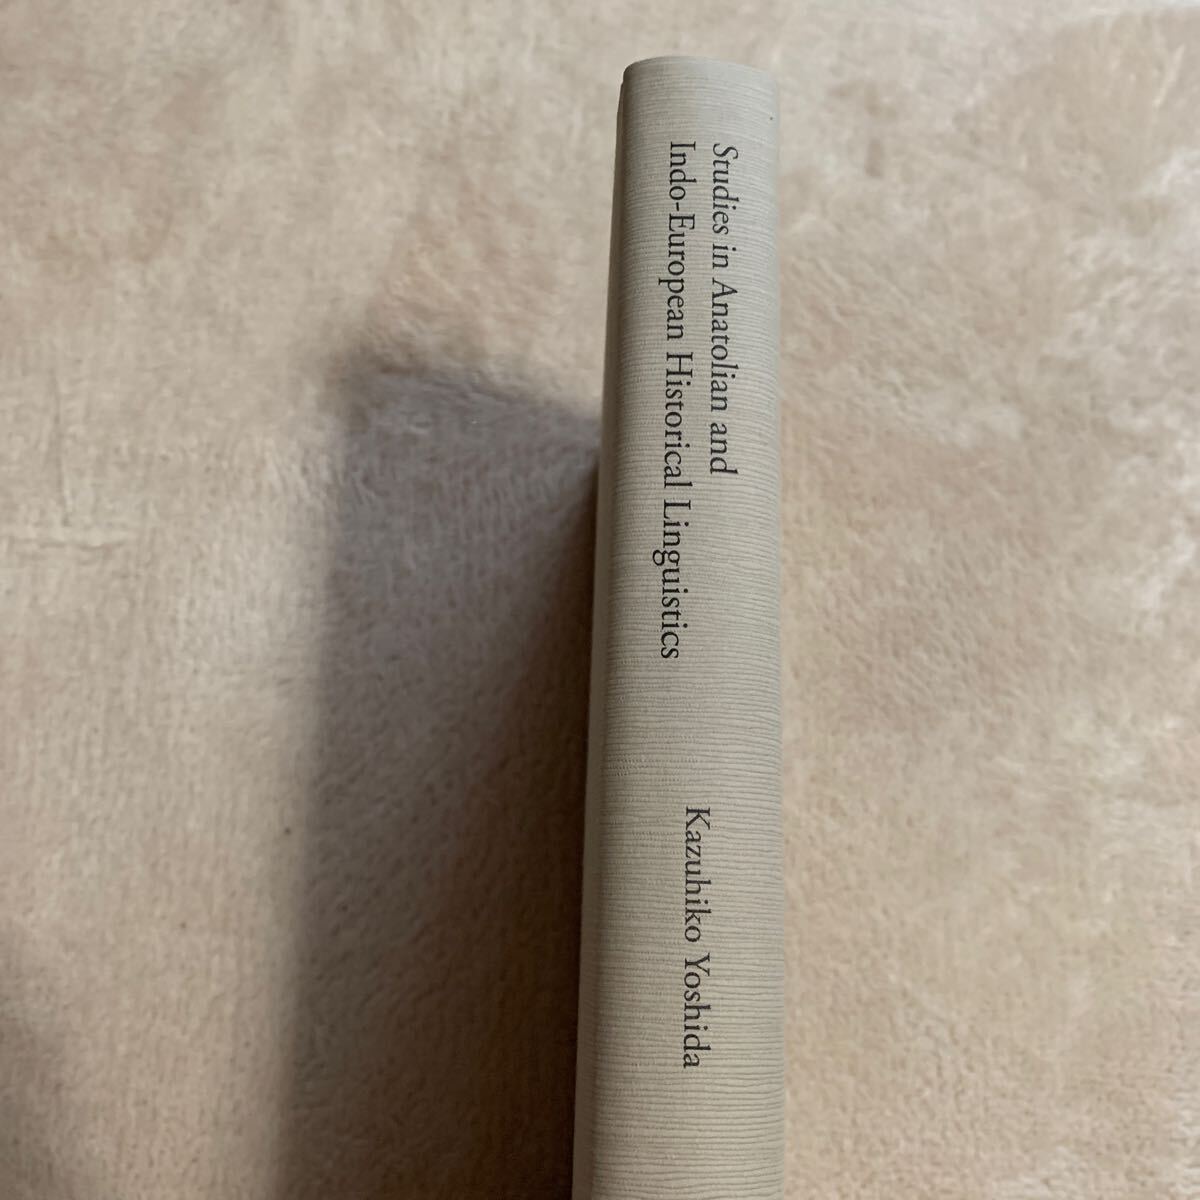 Studies in Anatolian and
Indo-European Historical Linguistics
Kazuhiko Yoshida